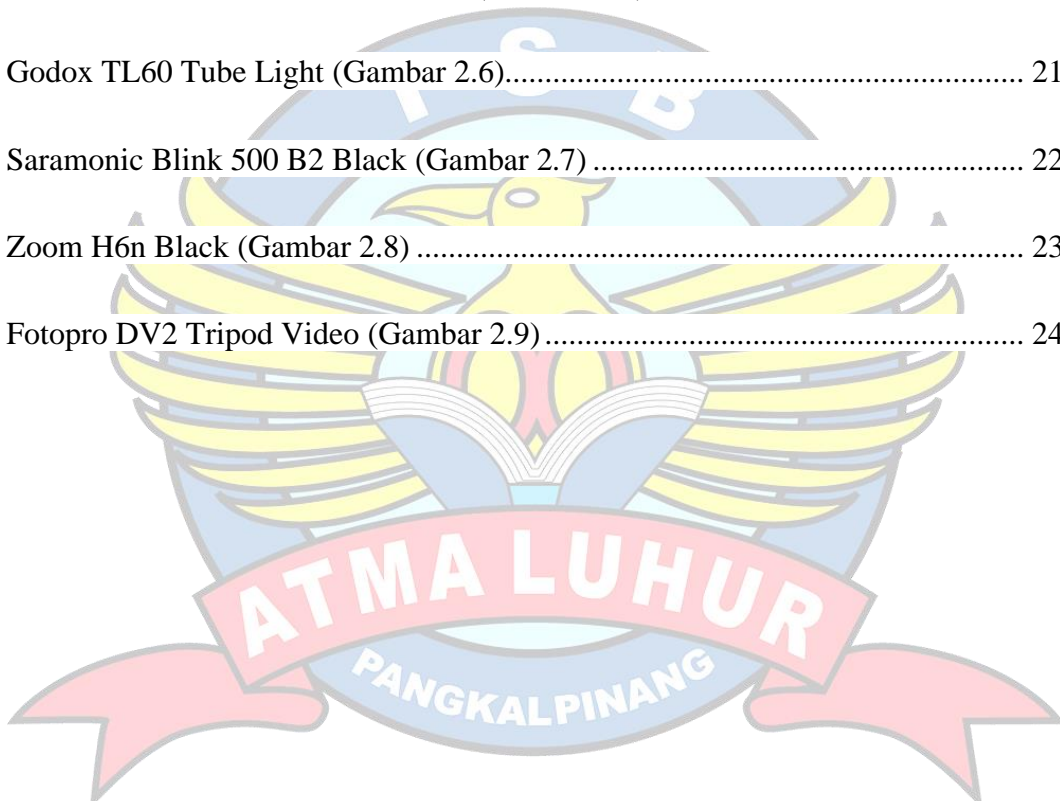 I S B
Godox TL60 Tube Light (Gambar 2.6)................................................................. 21
Saramonic Blink 500 B2 Black (Gambar 2.7) ...................................................... 22
Zoom H6n Black (Gambar 2.8) ............................................................................ 23
Fotopro DV2 Tripod Video (Gambar 2.9) ............................................................ 24
ATMA LUHUR
PANGKALPINANG